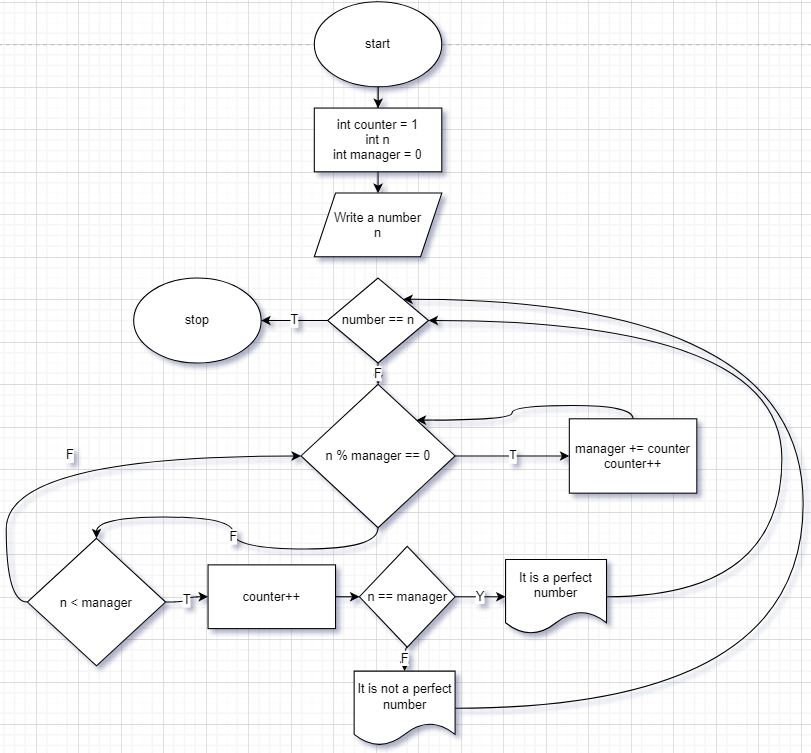 start
int counter = 1
int n
int manager = 0
Write a number
n
stop
T
number == n
F
F
n % manager == 0
T
manager += counter
counter++
F
n < manager
T
counter++
n == manager
Y
It is a perfect
number
F
It is not a perfect
number